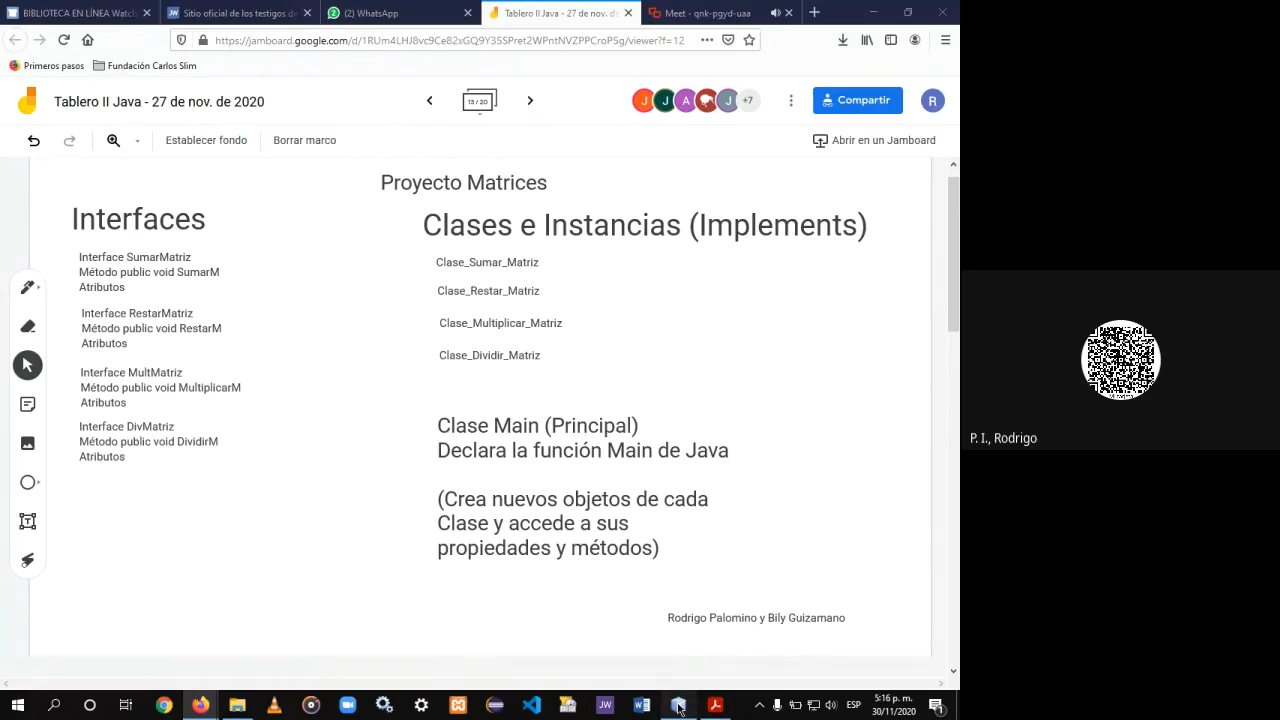 BIBLIOTECA EN LÍNEA Watch
Sitio oficial de los testigos de
(2) WhatsApp
Tablero II Java - 27 de nov. de
Meet - qnk-pgyd-uaa
https://jamboard.google.com/d/1RUm4LHJ8vc9Ce82xGQ9Y35SPret2WPntNVZPPCroP5g/viewer?f=12
Primeros pasos
Fundación Carlos Slim
Tablero II Java - 27 de nov. de 2020
13 / 20
J J A J +7
Compartir
R
Establecer fondo
Borrar marco
Abrir en un Jamboard
Proyecto Matrices
Interfaces
Interface SumarMatriz
Método public void SumarM
Atributos
Interface RestarMatriz
Método public void RestarM
Atributos
Interface MultMatriz
Método public void MultiplicarM
Atributos
Interface DivMatriz
Método public void DividirM
Atributos
Clases e Instancias (Implements)
Clase_Sumar_Matriz
Clase_Restar_Matriz
Clase_Multiplicar_Matriz
Clase_Dividir_Matriz
Clase Main (Principal)
Declara la función Main de Java
(Crea nuevos objetos de cada
Clase y accede a sus
propiedades y métodos)
Rodrigo Palomino y Bily Guizamano
P. I., Rodrigo
JW
ESP
5:16 p. m.
30/11/2020